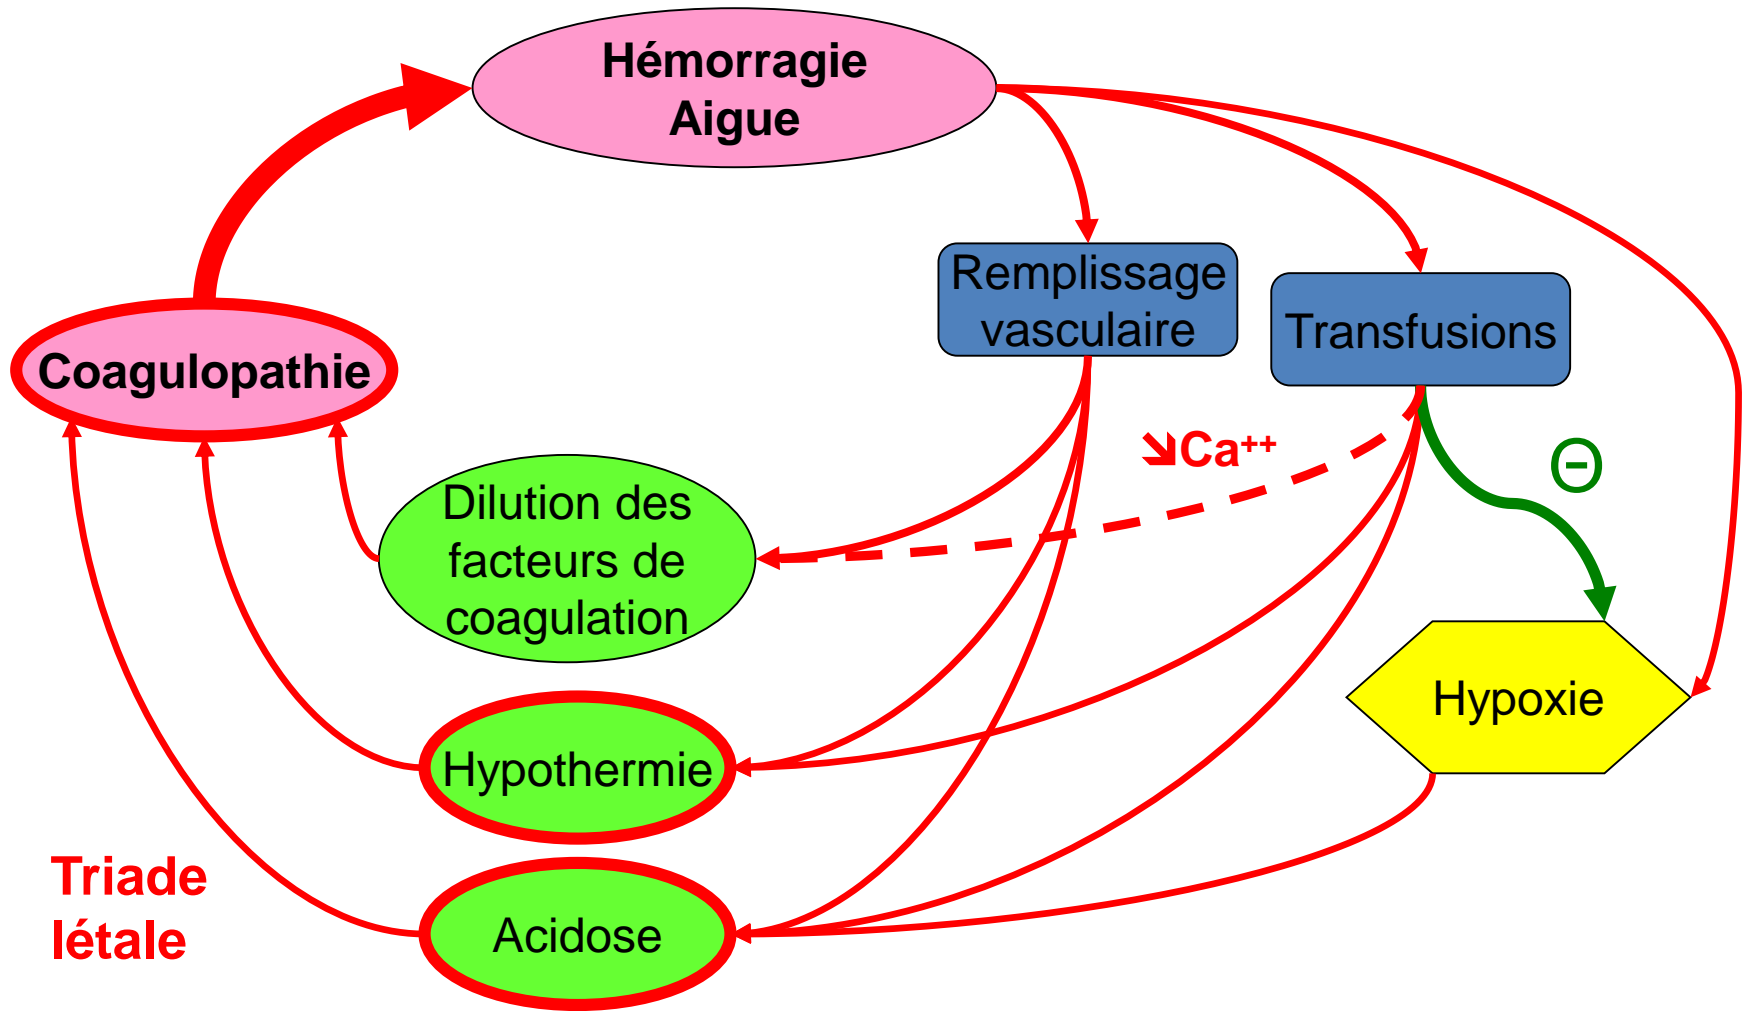 Hémorragie
Aigue
Remplissage
vasculaire
Transfusions
Coagulopathie
➘Ca⁺⁺
Θ
Dilution des
facteurs de
coagulation
Hypoxie
Hypothermie
Triade
létale
Acidose